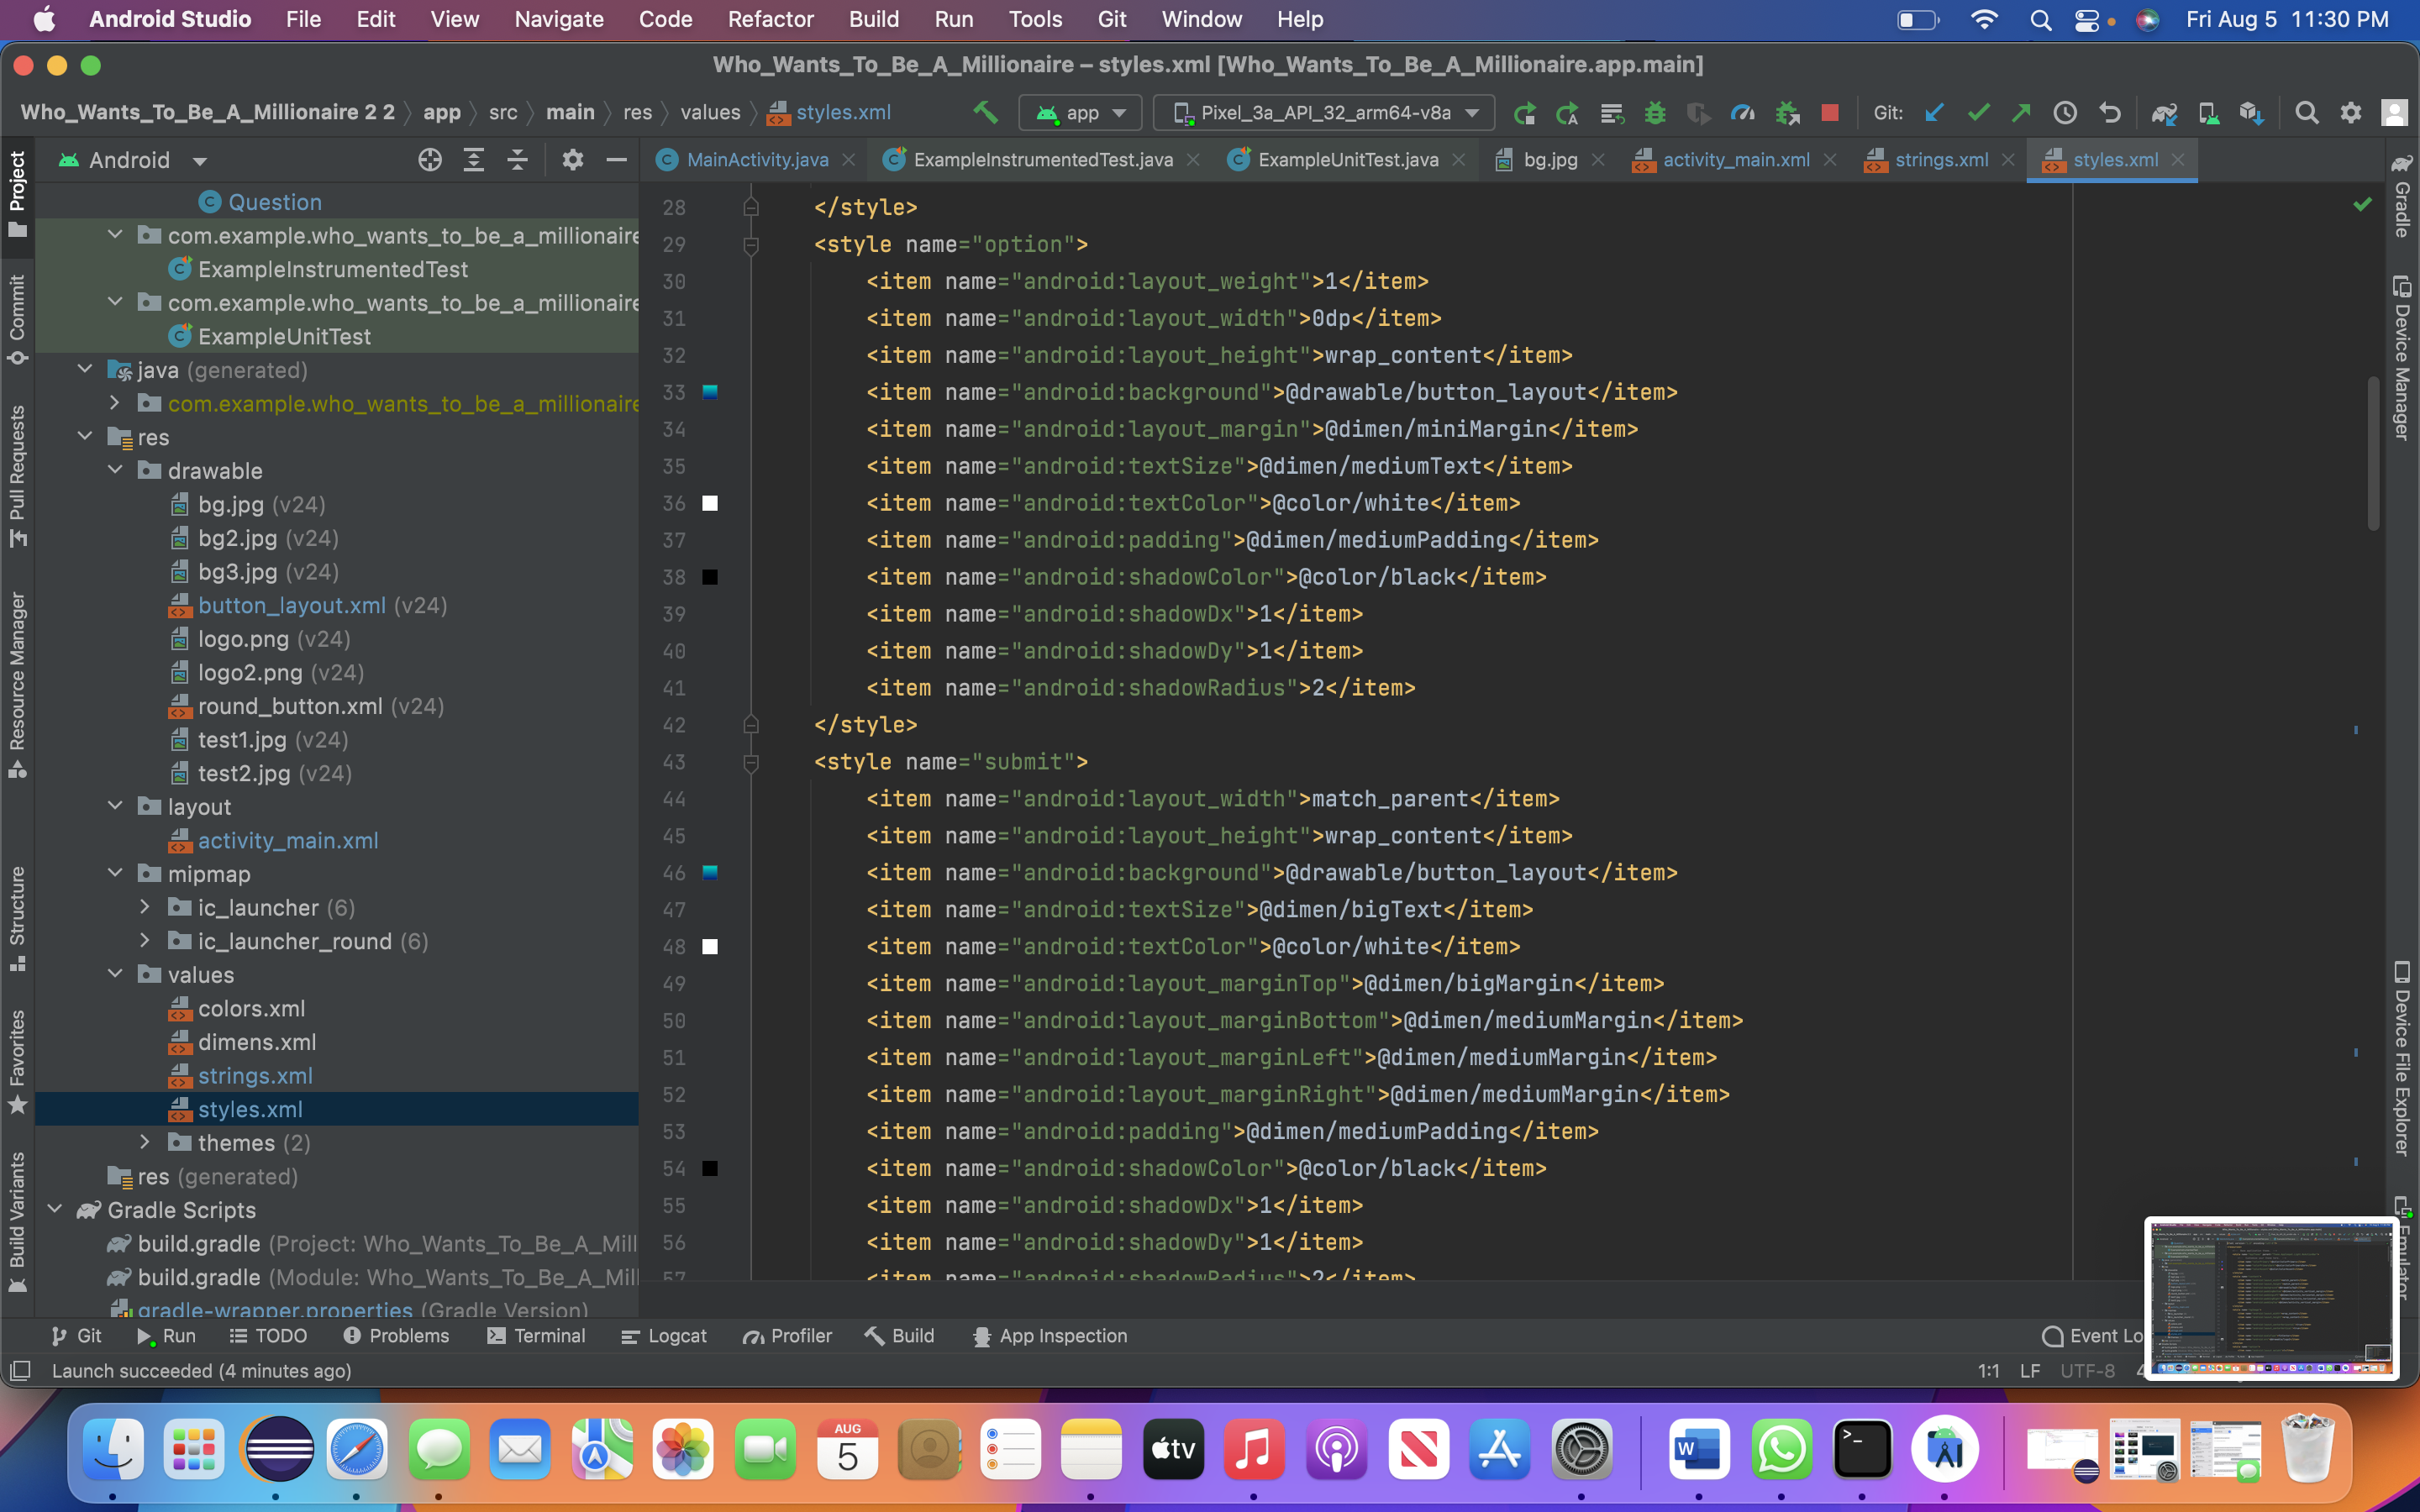 Android Studio File Edit View Navigate Code Refactor Build Run Tools Git Window Help Fri Aug 5 11:30 PM
Who_Wants_To_Be_A_Millionaire – styles.xml [Who_Wants_To_Be_A_Millionaire.app.main]
Who_Wants_To_Be_A_Millionaire 2 2 app src main res values styles.xml app Pixel_3a_API_32_arm64-v8a Git:
Android MainActivity.java ExampleInstrumentedTest.java ExampleUnitTest.java bg.jpg activity_main.xml strings.xml styles.xml
Project
Commit
Pull Requests
Resource Manager
Structure
Favorites
Build Variants
Question
com.example.who_wants_to_be_a_millionaire
ExampleInstrumentedTest
com.example.who_wants_to_be_a_millionaire
ExampleUnitTest
java (generated)
com.example.who_wants_to_be_a_millionaire
res
drawable
bg.jpg (v24)
bg2.jpg (v24)
bg3.jpg (v24)
button_layout.xml (v24)
logo.png (v24)
logo2.png (v24)
round_button.xml (v24)
test1.jpg (v24)
test2.jpg (v24)
layout
activity_main.xml
mipmap
ic_launcher (6)
ic_launcher_round (6)
values
colors.xml
dimens.xml
strings.xml
styles.xml
themes (2)
res (generated)
Gradle Scripts
build.gradle (Project: Who_Wants_To_Be_A_Mill
build.gradle (Module: Who_Wants_To_Be_A_Mill
gradle-wrapper.properties (Gradle Version)
28 </style>
29 <style name="option">
30 <item name="android:layout_weight">1</item>
31 <item name="android:layout_width">0dp</item>
32 <item name="android:layout_height">wrap_content</item>
33 <item name="android:background">@drawable/button_layout</item>
34 <item name="android:layout_margin">@dimen/miniMargin</item>
35 <item name="android:textSize">@dimen/mediumText</item>
36 <item name="android:textColor">@color/white</item>
37 <item name="android:padding">@dimen/mediumPadding</item>
38 <item name="android:shadowColor">@color/black</item>
39 <item name="android:shadowDx">1</item>
40 <item name="android:shadowDy">1</item>
41 <item name="android:shadowRadius">2</item>
42 </style>
43 <style name="submit">
44 <item name="android:layout_width">match_parent</item>
45 <item name="android:layout_height">wrap_content</item>
46 <item name="android:background">@drawable/button_layout</item>
47 <item name="android:textSize">@dimen/bigText</item>
48 <item name="android:textColor">@color/white</item>
49 <item name="android:layout_marginTop">@dimen/bigMargin</item>
50 <item name="android:layout_marginBottom">@dimen/mediumMargin</item>
51 <item name="android:layout_marginLeft">@dimen/mediumMargin</item>
52 <item name="android:layout_marginRight">@dimen/mediumMargin</item>
53 <item name="android:padding">@dimen/mediumPadding</item>
54 <item name="android:shadowColor">@color/black</item>
55 <item name="android:shadowDx">1</item>
56 <item name="android:shadowDy">1</item>
57 <item name="android:shadowRadius">2</item>
Gradle
Device Manager
Device File Explorer
Emulator
Git Run TODO Problems Terminal Logcat Profiler Build App Inspection Event Lo
Launch succeeded (4 minutes ago) 1:1 LF UTF-8 4
AUG
5
tv
W